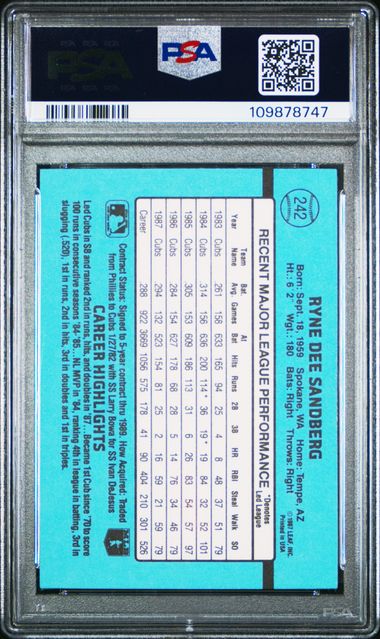 PSA
PSA
109878747
242
RYNE DEE SANDBERG
Born: Sept. 18, 1959 Spokane, WA Home: Tempe, AZ
Ht.: 6' 2" Wgt.: 180 Bats: Right Throws: Right
© 1987 LEAF, INC.
Printed in USA
RECENT MAJOR LEAGUE PERFORMANCE
*Denotes
Led League
Team Bat. At
Year Name Avg Games Bat Hits Runs 2B 3B HR RBI Steal Walk SO
1983 Cubs 261 158 633 165 94 25 4 8 48 37 51 79
1984 Cubs 314 156 636 200 114* 36 19* 19 84 32 52 101
1985 Cubs 305 153 609 186 113 31 6 26 83 54 57 97
1986 Cubs 284 154 627 178 68 28 5 14 76 34 46 79
1987 Cubs 294 132 523 154 81 25 2 16 59 21 59 79
Career 288 922 3669 1056 575 178 41 90 404 210 301 526
Contract Status: Signed to 5-year contract thru 1989. How Acquired: Traded
from Phillies to Cubs 1/27/82 with SS Larry Bowa for SS Ivan DeJesus
CAREER HIGHLIGHTS
Led Cubs in SB and ranked 2nd in runs, hits, and doubles in '87... Became 1st Cub since '70 to score
100 runs in consecutive seasons '84-'85... NL MVP in '84, ranking 4th in league in batting, 3rd in
slugging (.520), 1st in runs, 2nd in hits, 3rd in doubles and 1st in triples.